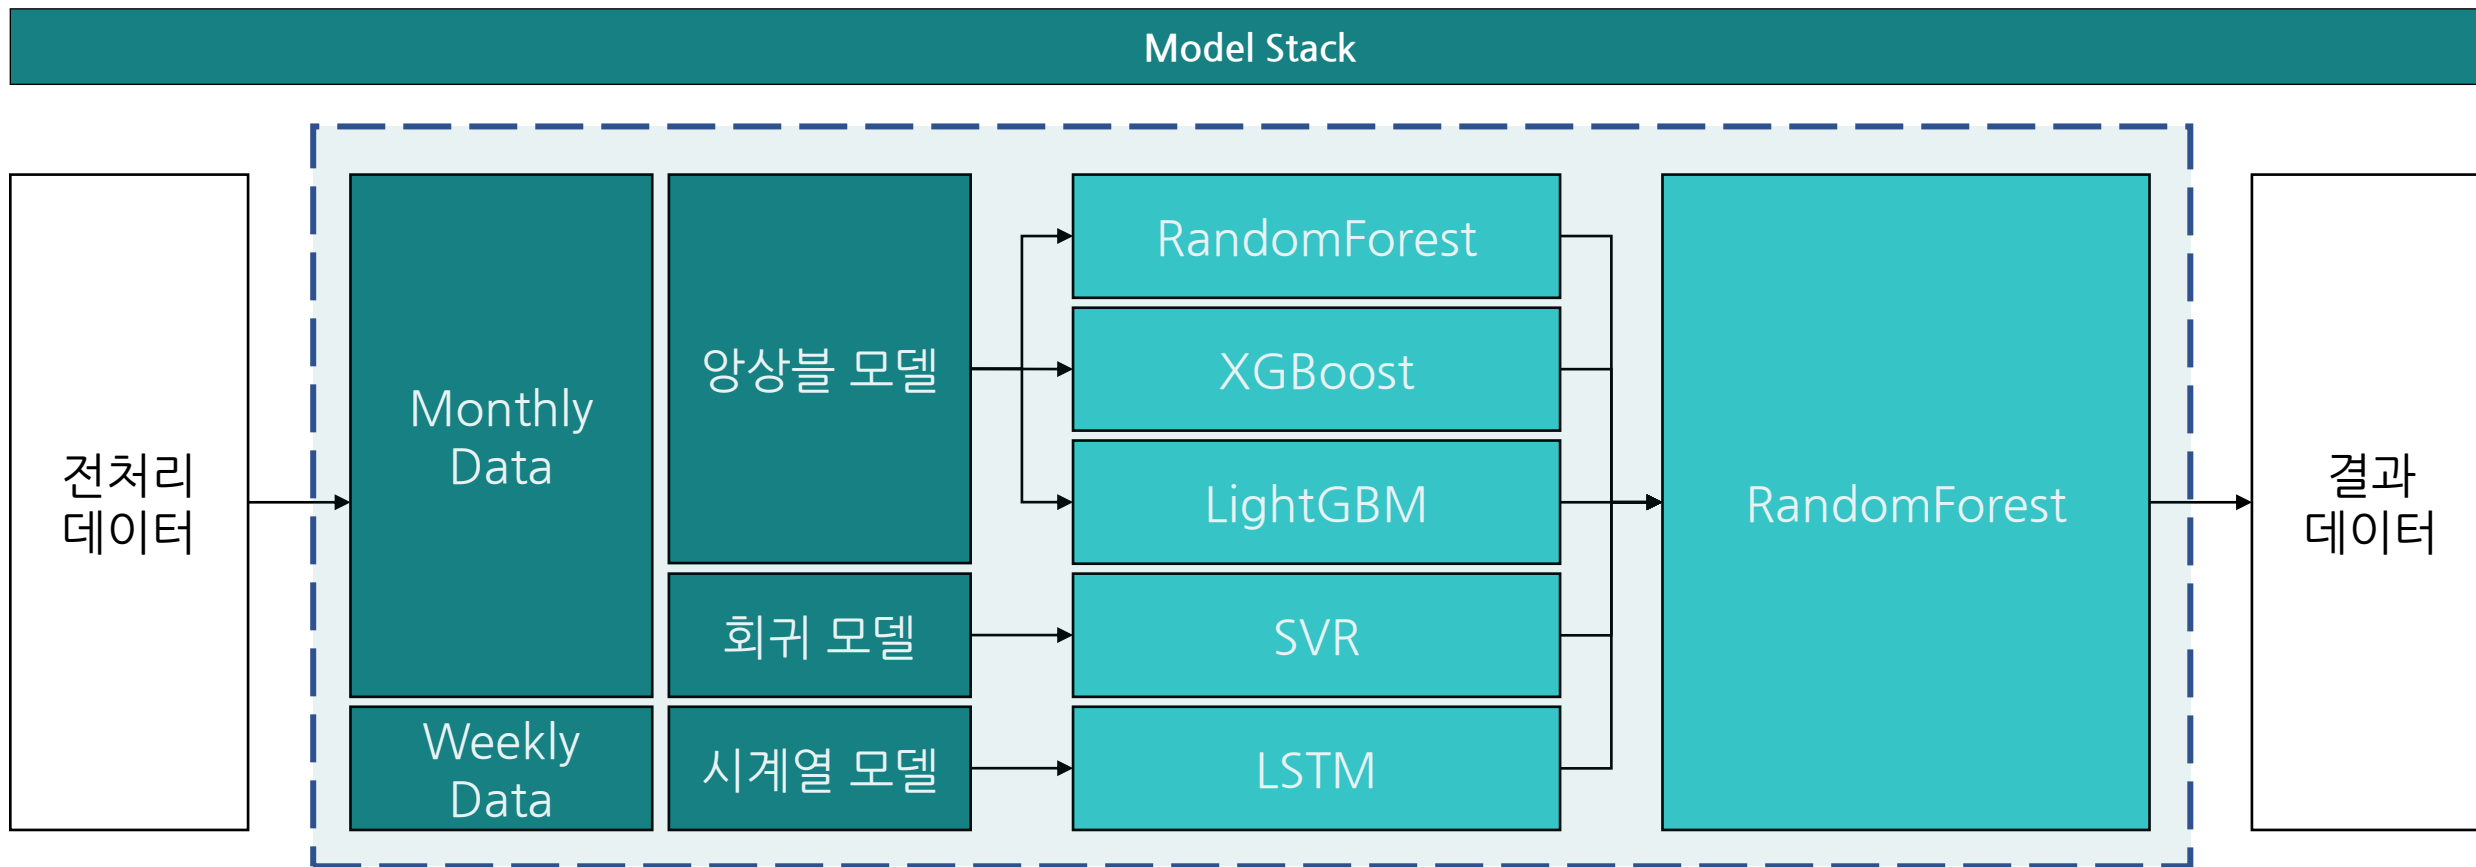 Model Stack
전처리
데이터
Monthly
Data
Weekly
Data
앙상블 모델
회귀 모델
시계열 모델
RandomForest
XGBoost
LightGBM
SVR
LSTM
RandomForest
결과
데이터